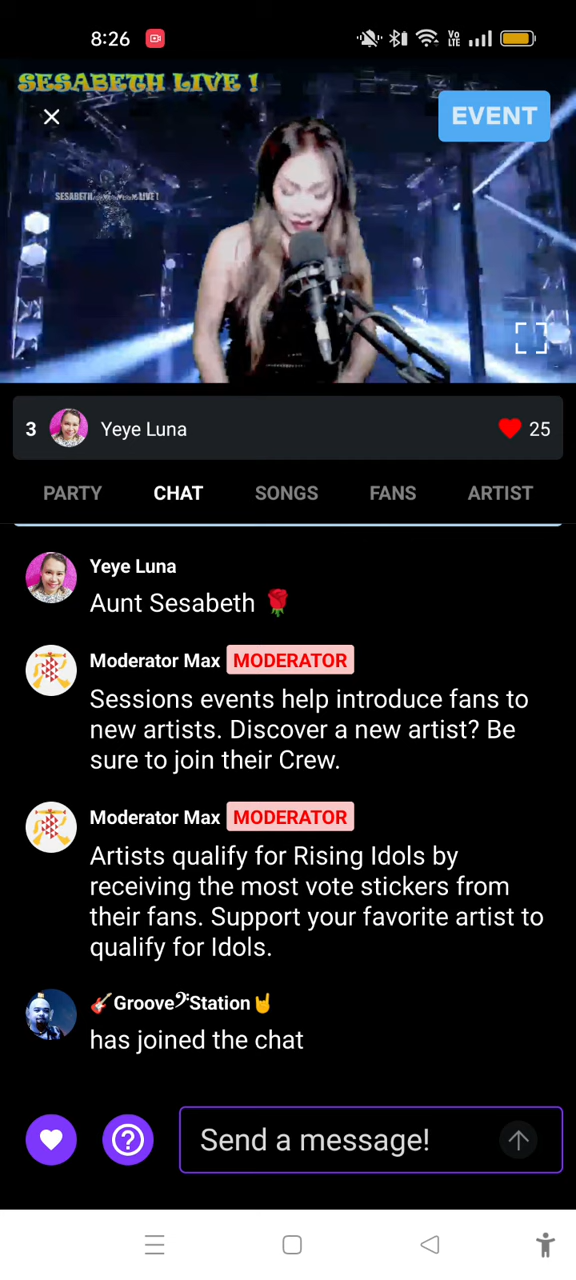 8:26
Vo
LTE
SESABETH LIVE !
EVENT
3 Yeye Luna 25
PARTY CHAT SONGS FANS ARTIST
Yeye Luna
Aunt Sesabeth 🌹
Moderator Max MODERATOR
Sessions events help introduce fans to
new artists. Discover a new artist? Be
sure to join their Crew.
Moderator Max MODERATOR
Artists qualify for Rising Idols by
receiving the most vote stickers from
their fans. Support your favorite artist to
qualify for Idols.
🎸Groove𝄢Station🤘
has joined the chat
Send a message!